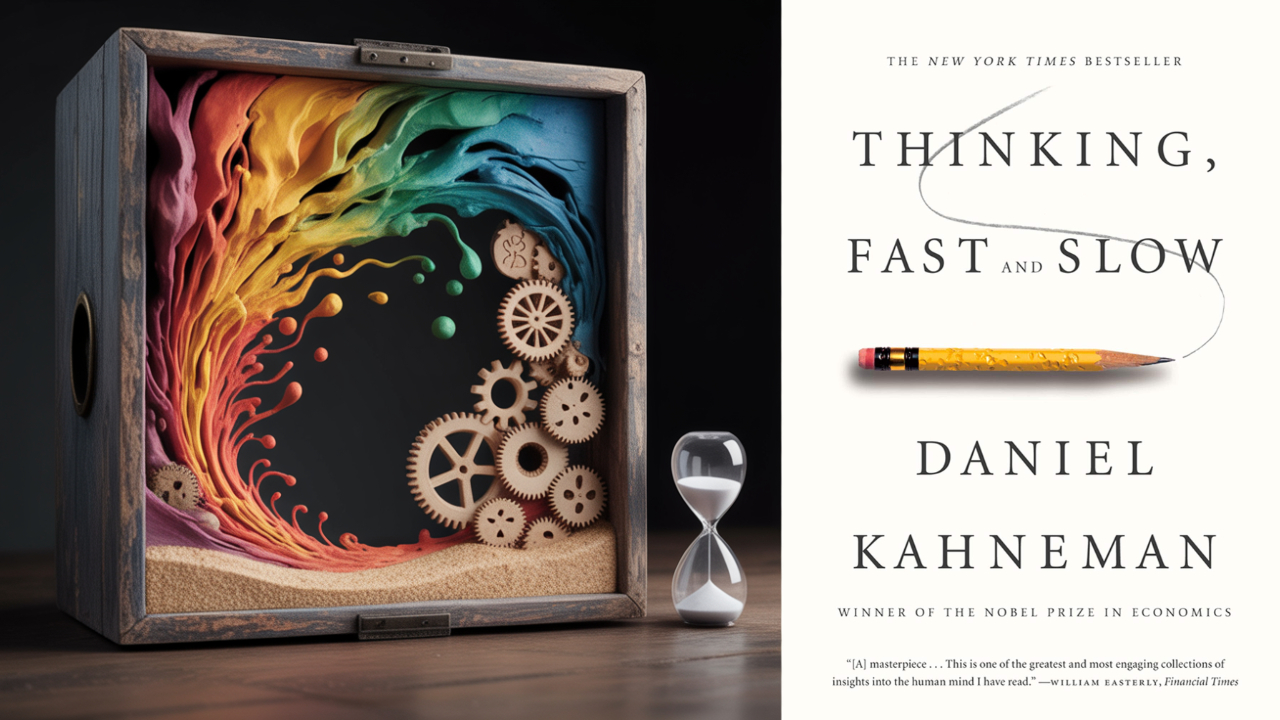 THE NEW YORK TIMES BESTSELLER
THINKING,
FAST AND SLOW
DANIEL
KAHNEMAN
WINNER OF THE NOBEL PRIZE IN ECONOMICS
“[A] masterpiece . . . This is one of the greatest and most engaging collections of
insights into the human mind I have read.” —WILLIAM EASTERLY, Financial Times